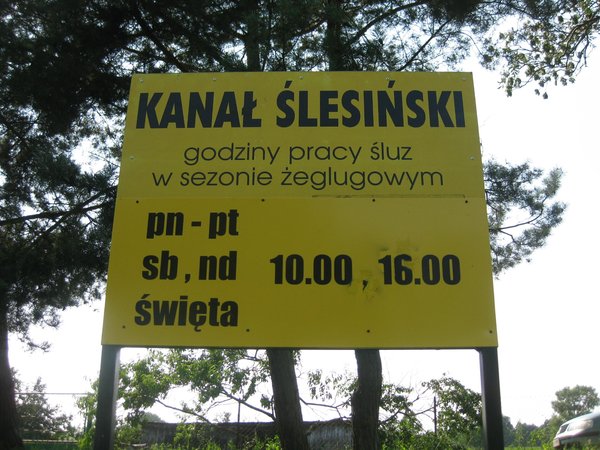 KANAŁ ŚLESIŃSKI
godziny pracy śluz
w sezonie żeglugowym
pn - pt
sb , nd 10.00 - 16.00
święta